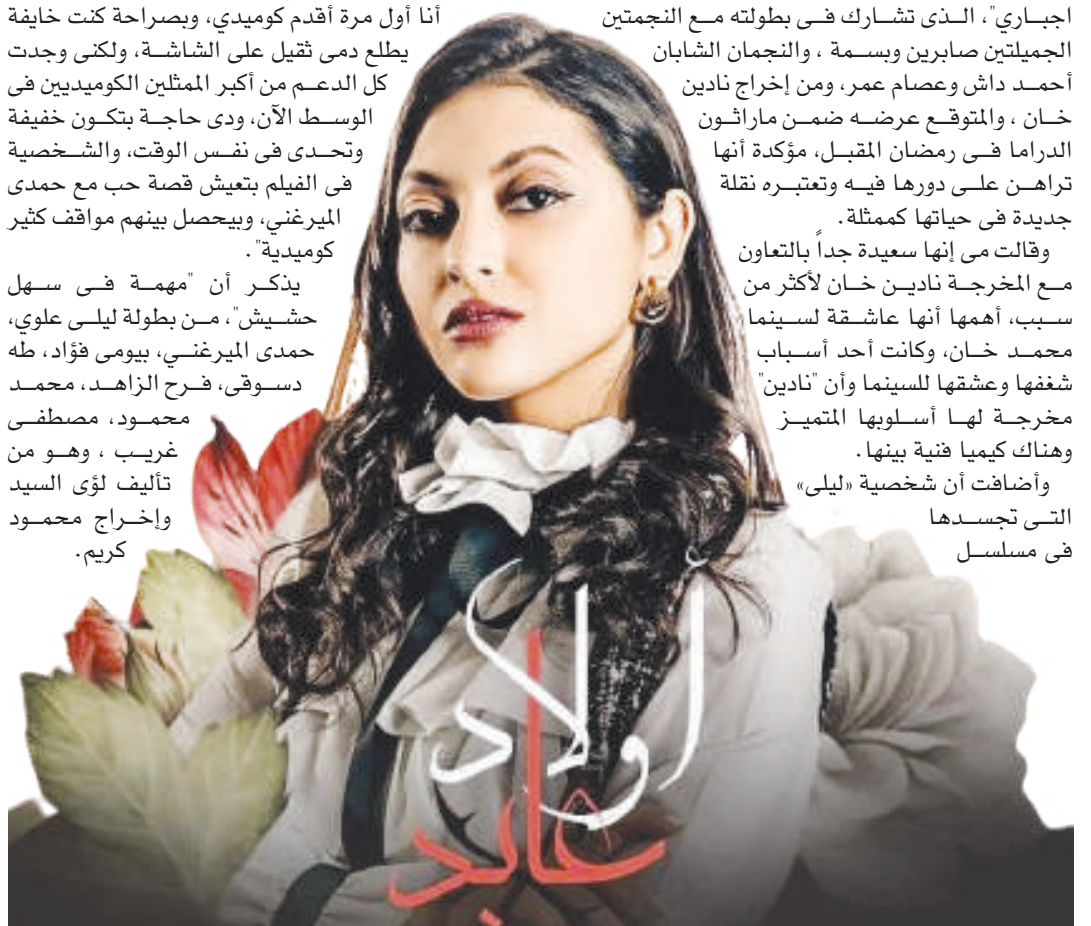 اجبـاري"، الـذى تشـارك فـى بطولته مـع النجمتين
الجميلتين صابرين وبسـمة ، والنجمان الشابان
أحمـد داش وعصـام عمـر، ومن إخراج نادين
خـان ، والمتوقـع عرضـه ضمـن ماراثـون
الدراما فـى رمضان المقبـل، مؤكدة أنها
تراهـن علـى دورها فيـه وتعتبـره نقلة
جديدة فى حياتها كممثلة.
وقالت مى إنها سعيدة جداً بالتعاون
مـع المخرجـة ناديـن خـان لأكثر من
سـبب، أهمها أنها عاشـقة لسـينما
محمـد خـان، وكانت أحد أسـباب
شغفها وعشقها للسينما وأن "نادين"
مخرجـة لهـا أسـلوبها المتميـز
وهناك كيميا فنية بينها.
وأضافت أن شخصية «ليلى»
التـى تجسـدها
فى مسلسـل
أنا أول مرة أقدم كوميدي، وبصراحة كنت خايفة
يطلع دمى ثقيل على الشاشـة، ولكنى وجدت
كل الدعـم من أكبر الممثلين الكوميديين فى
الوسـط الآن، ودى حاجـة بتكـون خفيفة
وتحـدى فى نفـس الوقت، والشـخصية
فى الفيلم بتعيش قصة حب مع حمدى
الميرغني، وبيحصل بينهم مواقف كثير
كوميدية".
يذكـر أن "مهمـة فـى سـهل
حشـيش"، مـن بطولة ليلـى علوي،
حمدى الميرغنـي، بيومى فؤاد، طه
دسـوقى، فـرح الزاهـد، محمـد
محمـود، مصطفـى
غريـب ، وهـو من
تأليف لؤى السيد
وإخـراج محمـود
كريم.
أولاد
عابد